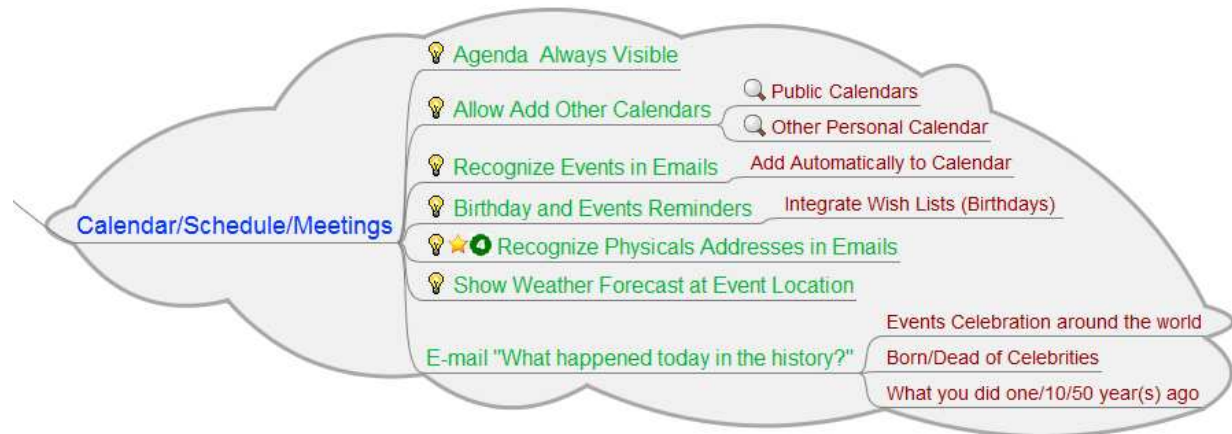 Agenda  Always Visible
Allow Add Other Calendars
Public Calendars
Other Personal Calendar
Recognize Events in Emails
Add Automatically to Calendar
Birthday and Events Reminders
Integrate Wish Lists (Birthdays)
Calendar/Schedule/Meetings
4 Recognize Physicals Addresses in Emails
Show Weather Forecast at Event Location
E-mail "What happened today in the history?"
Events Celebration around the world
Born/Dead of Celebrities
What you did one/10/50 year(s) ago